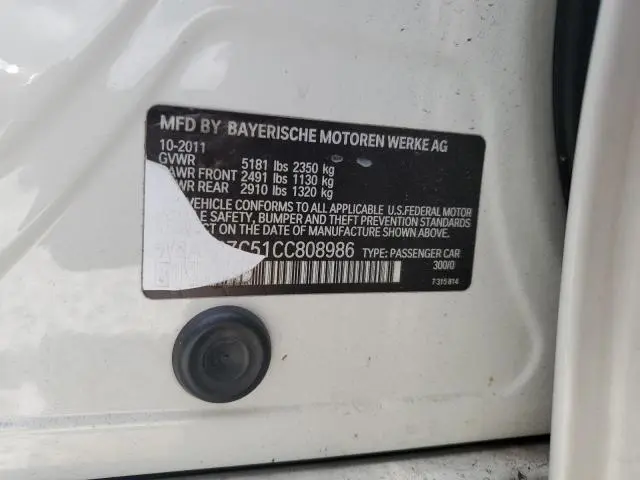 MFD BY BAYERISCHE MOTOREN WERKE AG
10-2011
GVWR 5181 lbs 2350 kg
AWR FRONT 2491 lbs 1130 kg
WR REAR 2910 lbs 1320 kg
VEHICLE CONFORMS TO ALL APPLICABLE U.S.FEDERAL MOTOR
LE SAFETY, BUMPER AND THEFT PREVENTION STANDARDS
CT ON THE DATE OF MANUFACTURE SHOWN ABOVE
ZC51CC808986 TYPE: PASSENGER CAR
300/0
7 315 814